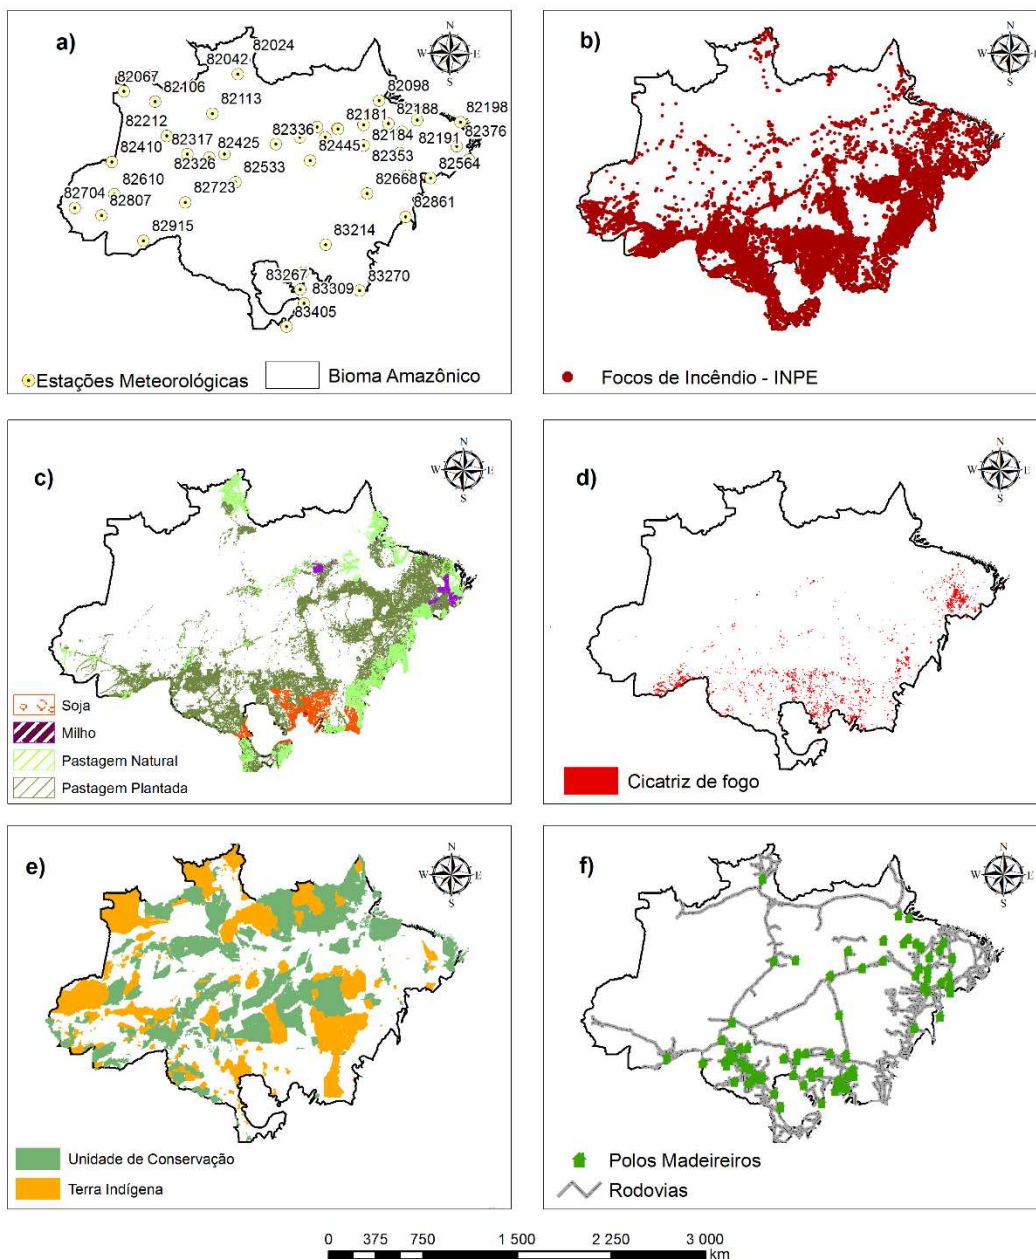 a)
N
W
E
S
82024
82042
82067
82106
82098
82113
82188
82198
82212
82181
82376
82317
82336
82184
82191
82410
82425
82445
82353
82564
82326
82533
82610
82668
82704
82723
82807
82861
82915
83214
83267
83270
83309
83405
Estações Meteorológicas
Bioma Amazônico
b)
N
W
E
S
Focos de Incêndio - INPE
c)
N
W
E
S
Soja
Milho
Pastagem Natural
Pastagem Plantada
d)
N
W
E
S
Cicatriz de fogo
e)
N
W
E
S
Unidade de Conservação
Terra Indígena
f)
N
W
E
S
Polos Madeireiros
Rodovias
0 375 750 1 500 2 250 3 000
km